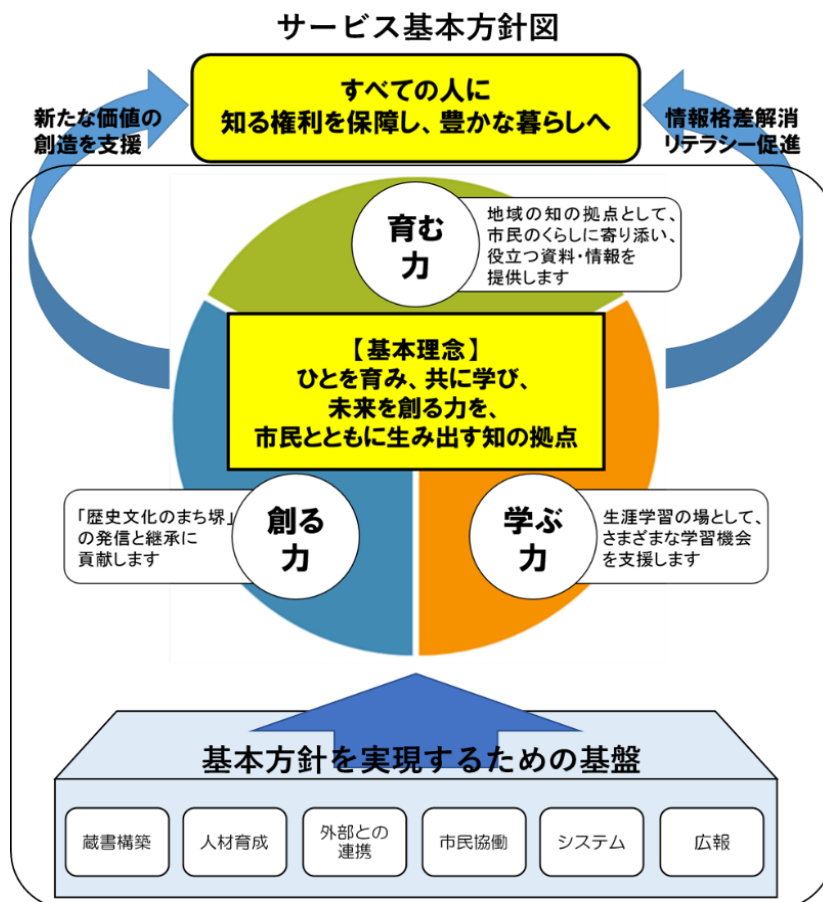 サービス基本方針図
すべての人に
知る権利を保障し、豊かな暮らしへ
新たな価値の
創造を支援
情報格差解消
リテラシー促進
育む
力
地域の知の拠点として、
市民のくらしに寄り添い、
役立つ資料・情報を
提供します
【基本理念】
ひとを育み、共に学び、
未来を創る力を、
市民とともに生み出す知の拠点
「歴史文化のまち堺」
の発信と継承に
貢献します
創る
力
学ぶ
力
生涯学習の場として、
さまざまな学習機会
を支援します
基本方針を実現するための基盤
蔵書構築
人材育成
外部との
連携
市民協働
システム
広報